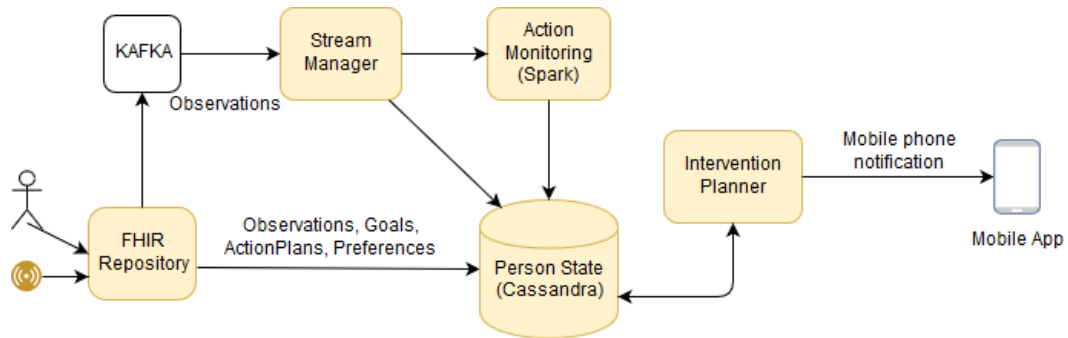 KAFKA
Stream
Manager
Action
Monitoring
(Spark)
Observations
Mobile phone
notification
Intervention
Planner
FHIR
Repository
Observations, Goals,
ActionPlans, Preferences
Person State
(Cassandra)
Mobile App